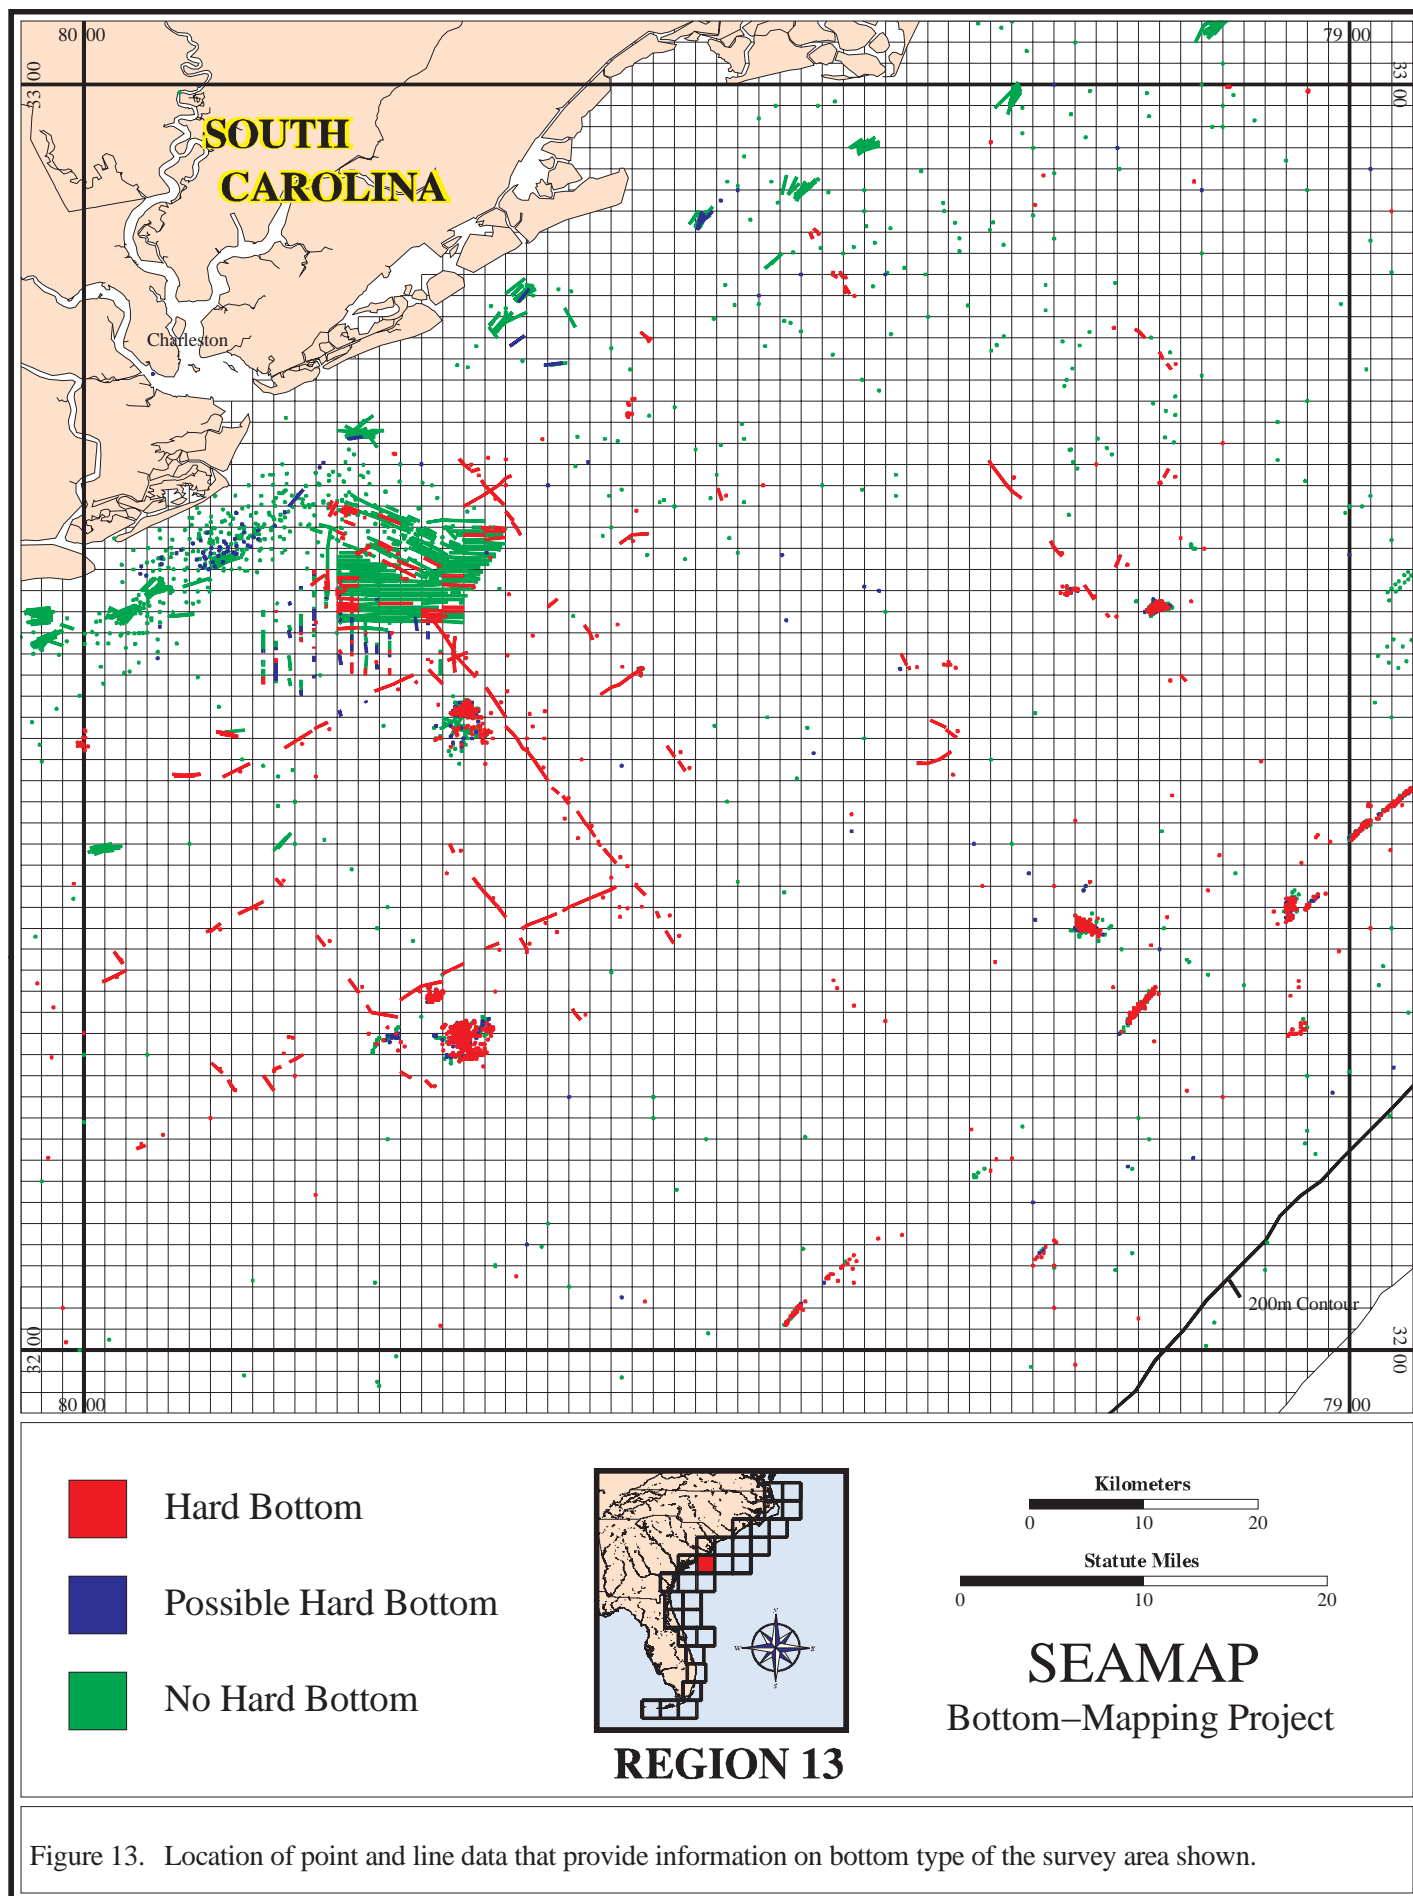 80 00
79 00
33 00
33 00
SOUTH
CAROLINA
Charleston
200m Contour
32 00
32 00
80 00
79 00
Hard Bottom
Possible Hard Bottom
No Hard Bottom
N
W
E
S
REGION 13
Kilometers
0 10 20
Statute Miles
0 10 20
SEAMAP
Bottom−Mapping Project
Figure 13. Location of point and line data that provide information on bottom type of the survey area shown.